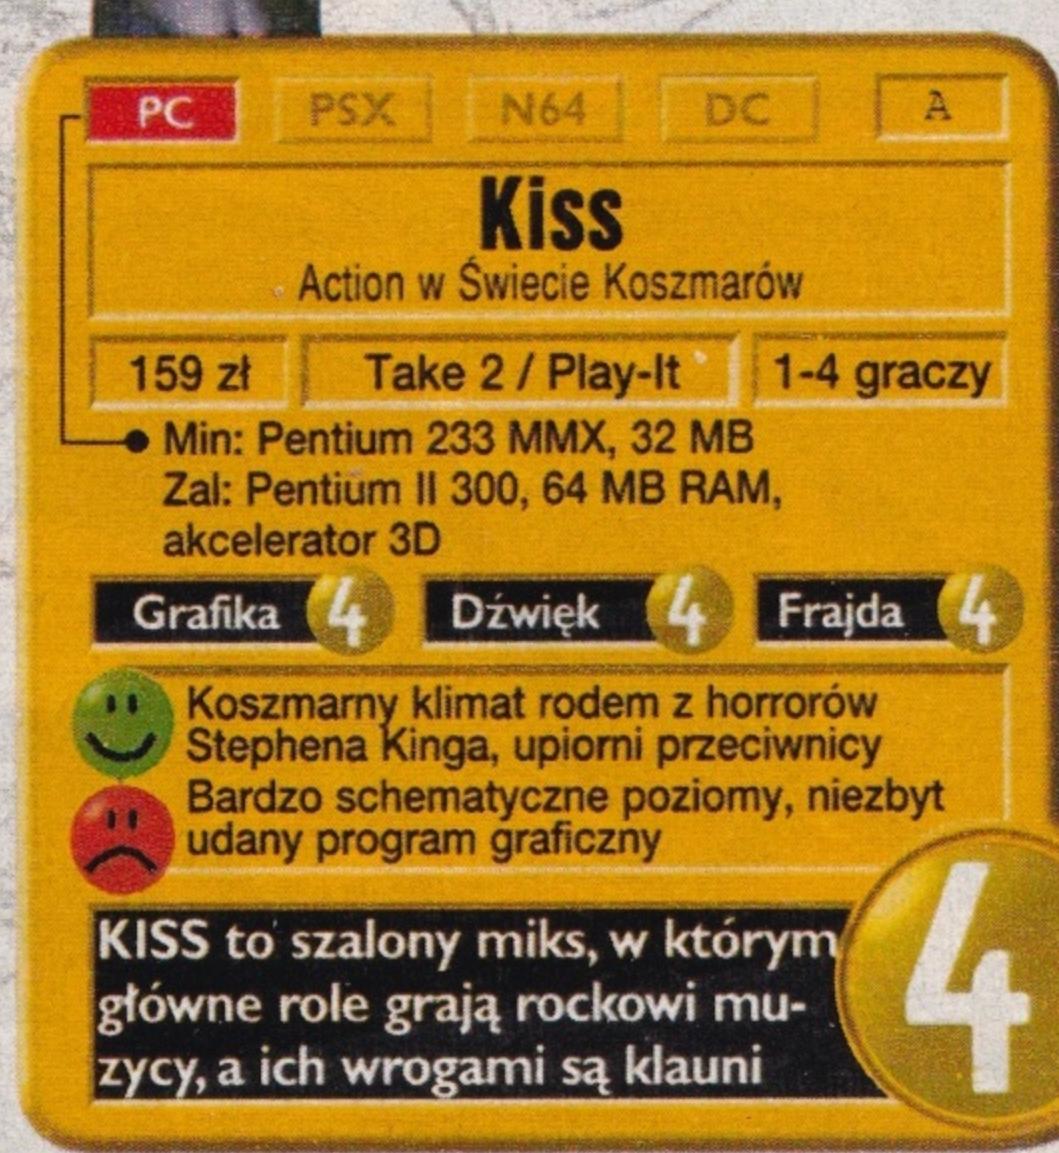 PC PSX N64 DC A
Kiss
Action w Świecie Koszmarów
159 zł Take 2 / Play-It 1-4 graczy
Min: Pentium 233 MMX, 32 MB
Zal: Pentium II 300, 64 MB RAM,
akcelerator 3D
Grafika 4 Dźwięk 4 Frajda 4
Koszmarny klimat rodem z horrorów
Stephena Kinga, upiorni przeciwnicy
Bardzo schematyczne poziomy, niezbyt
udany program graficzny
KISS to szalony miks, w którym
główne role grają rockowi mu-
zycy, a ich wrogami są klauni
4